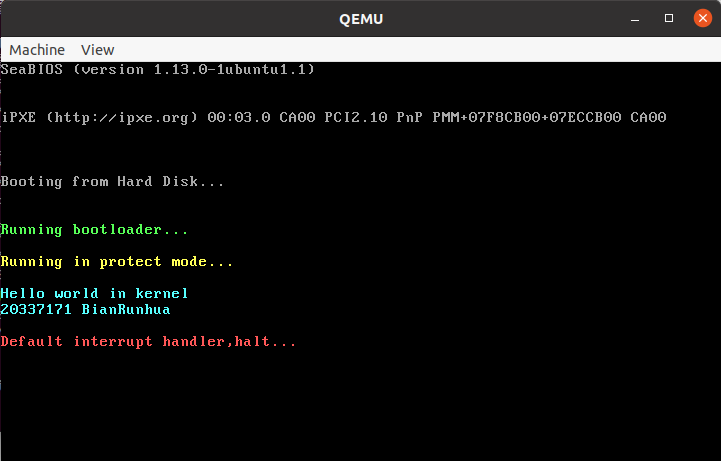 QEMU
Machine View
SeaBIOS (version 1.13.0-1ubuntu1.1)
iPXE (http://ipxe.org) 00:03.0 CA00 PCI2.10 PnP PMM+07F8CB00+07ECCB00 CA00
Booting from Hard Disk...
Running bootloader...
Running in protect mode...
Hello world in kernel
20337171 BianRunhua
Default interrupt handler,halt...